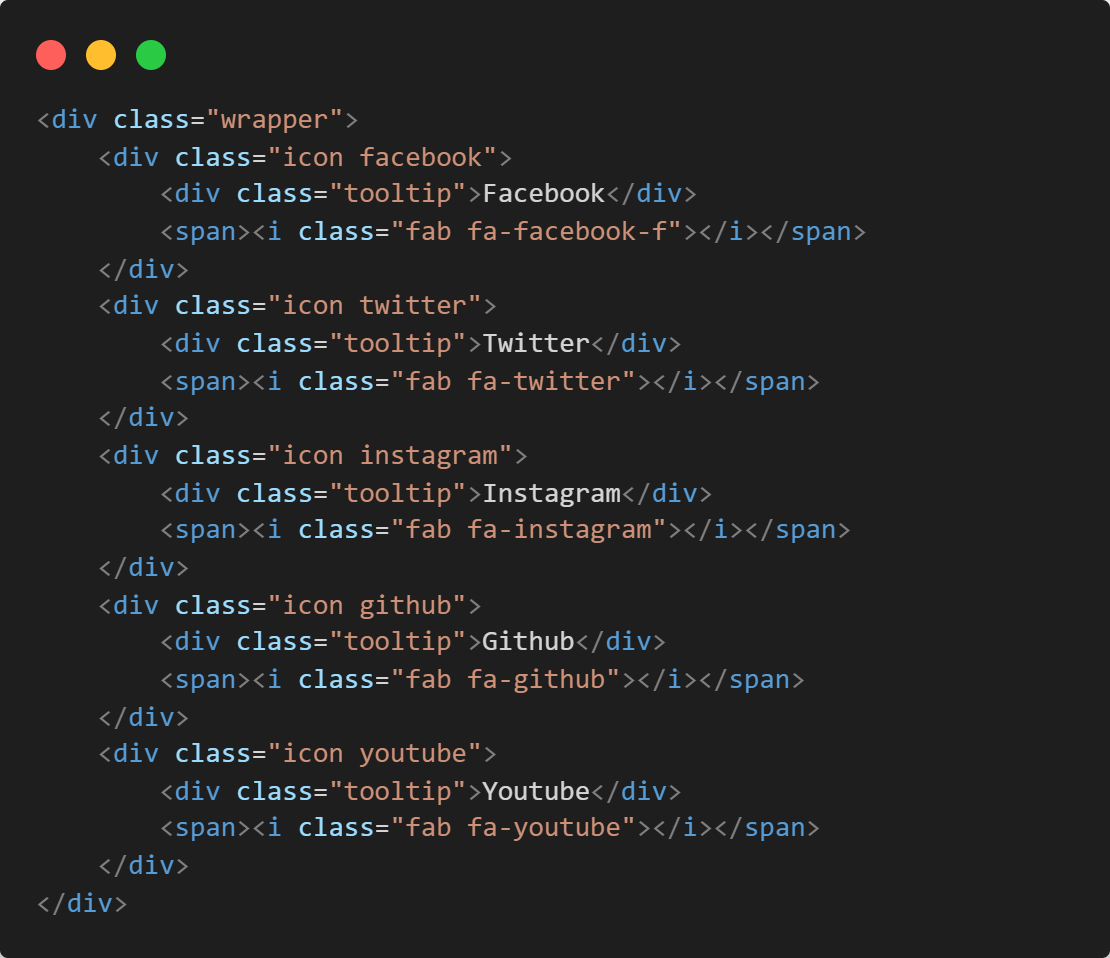 <div class="wrapper">
    <div class="icon facebook">
        <div class="tooltip">Facebook</div>
        <span><i class="fab fa-facebook-f"></i></span>
    </div>
    <div class="icon twitter">
        <div class="tooltip">Twitter</div>
        <span><i class="fab fa-twitter"></i></span>
    </div>
    <div class="icon instagram">
        <div class="tooltip">Instagram</div>
        <span><i class="fab fa-instagram"></i></span>
    </div>
    <div class="icon github">
        <div class="tooltip">Github</div>
        <span><i class="fab fa-github"></i></span>
    </div>
    <div class="icon youtube">
        <div class="tooltip">Youtube</div>
        <span><i class="fab fa-youtube"></i></span>
    </div>
</div>